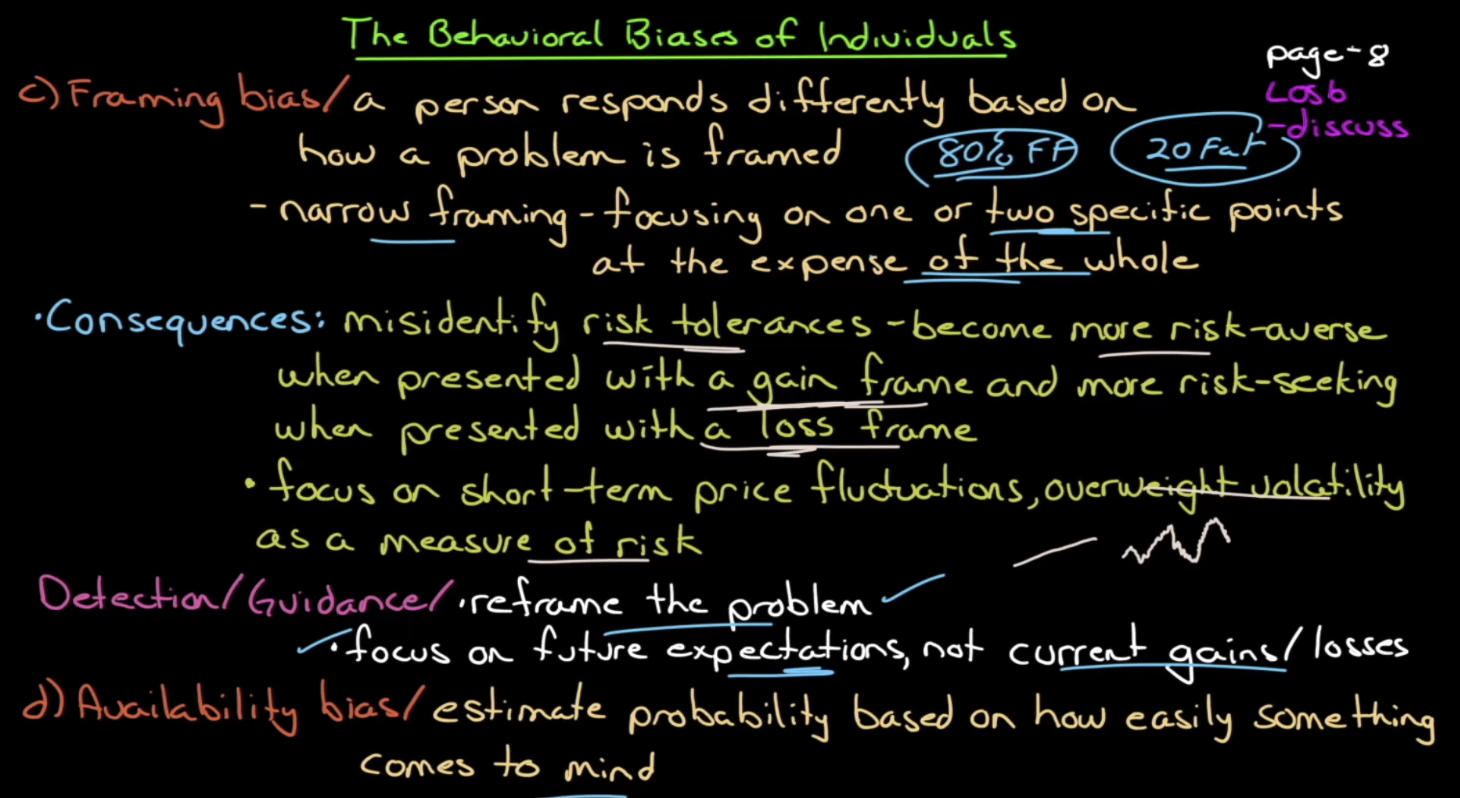 The Behavioral Biases of Individuals
page-8
c) Framing bias/ a person responds differently based on
LOS b
-discuss
how a problem is framed
80% FF
20 Fat
- narrow framing - focusing on one or two specific points
at the expense of the whole
·Consequences: misidentify risk tolerances - become more risk-averse
when presented with a gain frame and more risk-seeking
when presented with a loss frame
· focus on short-term price fluctuations, overweight volatility
as a measure of risk
Detection/Guidance/ ·reframe the problem
·focus on future expectations, not current gains/losses
d) Availability bias/ estimate probability based on how easily something
comes to mind